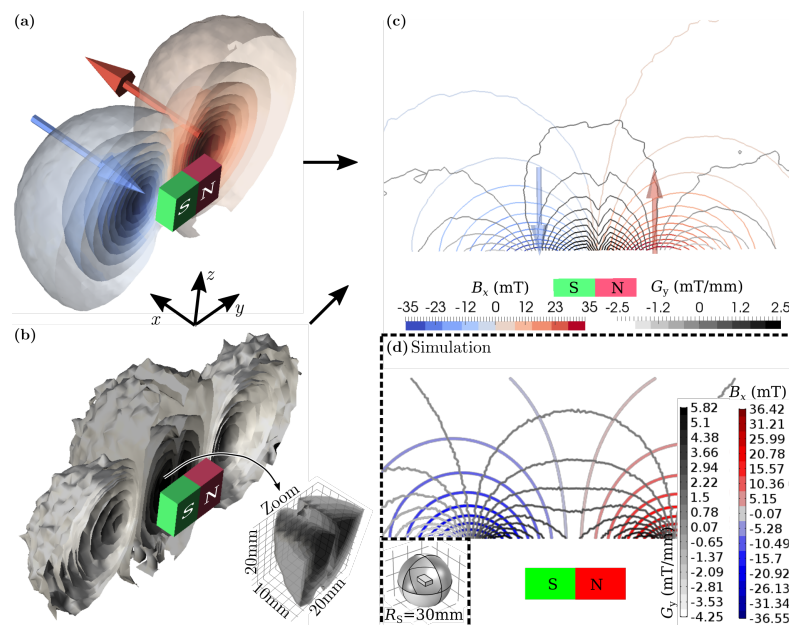 (a)
S N
x y z
(b)
S N
Zoom
20mm
10mm
20mm
(c)
B_x (mT) S N G_y (mT/mm)
-35 -23 -12 0 12 23 35 -2.5 -1.2 0 1.2 2.5
(d) Simulation
G_y (mT/mm)
5.82
5.1
4.38
3.66
2.94
2.22
1.5
0.78
0.07
-0.65
-1.37
-2.09
-2.81
-3.53
-4.25
B_x (mT)
36.42
31.21
25.99
20.78
15.57
10.36
5.15
-0.07
-5.28
-10.49
-15.7
-20.92
-26.13
-31.34
-36.55
R_S=30mm
S N